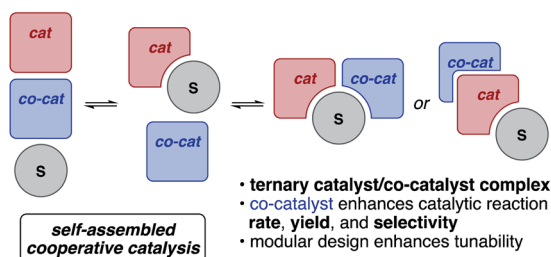 cat
co-cat
S
cat
S
co-cat
cat
co-cat
S
or
co-cat
cat
S
self-assembled
cooperative catalysis
• ternary catalyst/co-catalyst complex
• co-catalyst enhances catalytic reaction
rate, yield, and selectivity
• modular design enhances tunability